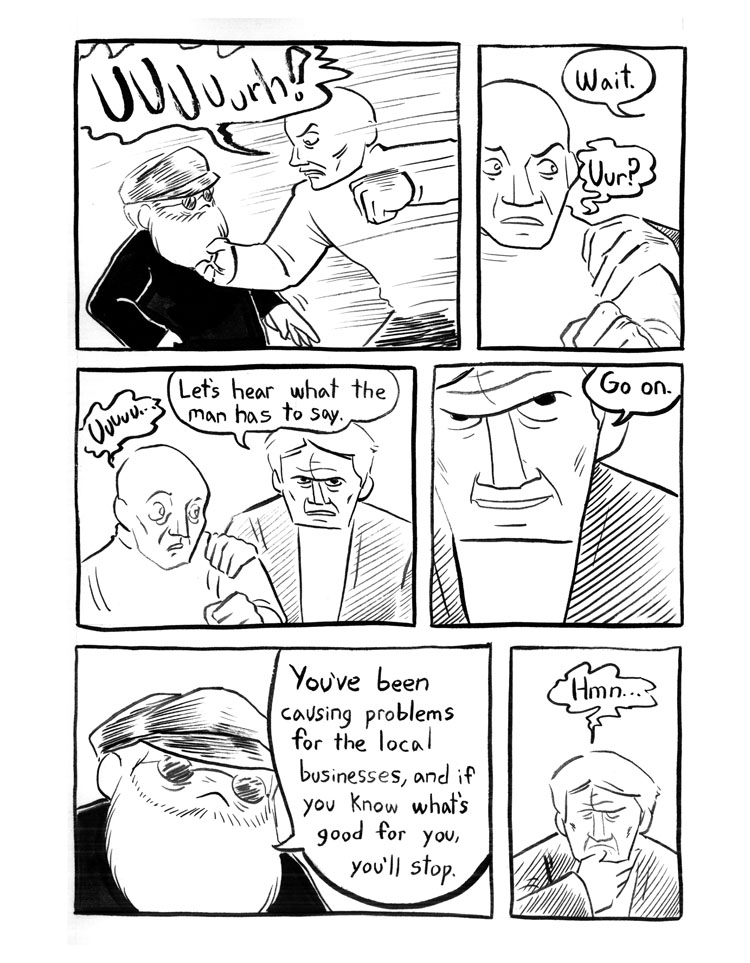 UUUuurh!?
Wait.
Uur?
Uuuuu...
Let's hear what the
man has to say.
Go on.
You've been
causing problems
for the local
businesses, and if
you know what's
good for you,
you'll stop.
Hmn...